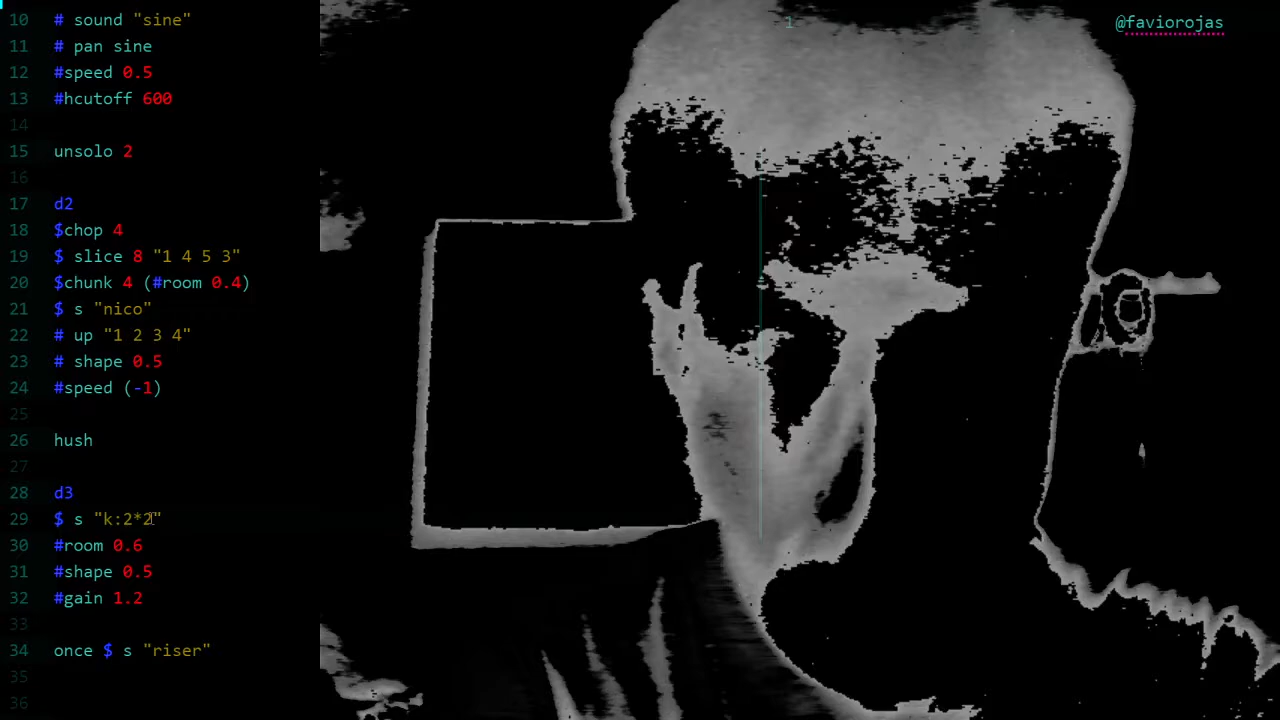 10 # sound "sine"
11 # pan sine
12 #speed 0.5
13 #hcutoff 600
14
15 unsolo 2
16
17 d2
18 $chop 4
19 $ slice 8 "1 4 5 3"
20 $chunk 4 (#room 0.4)
21 $ s "nico"
22 # up "1 2 3 4"
23 # shape 0.5
24 #speed (-1)
25
26 hush
27
28 d3
29 $ s "k:2*2"
30 #room 0.6
31 #shape 0.5
32 #gain 1.2
33
34 once $ s "riser"
35
36
1
@faviorojas